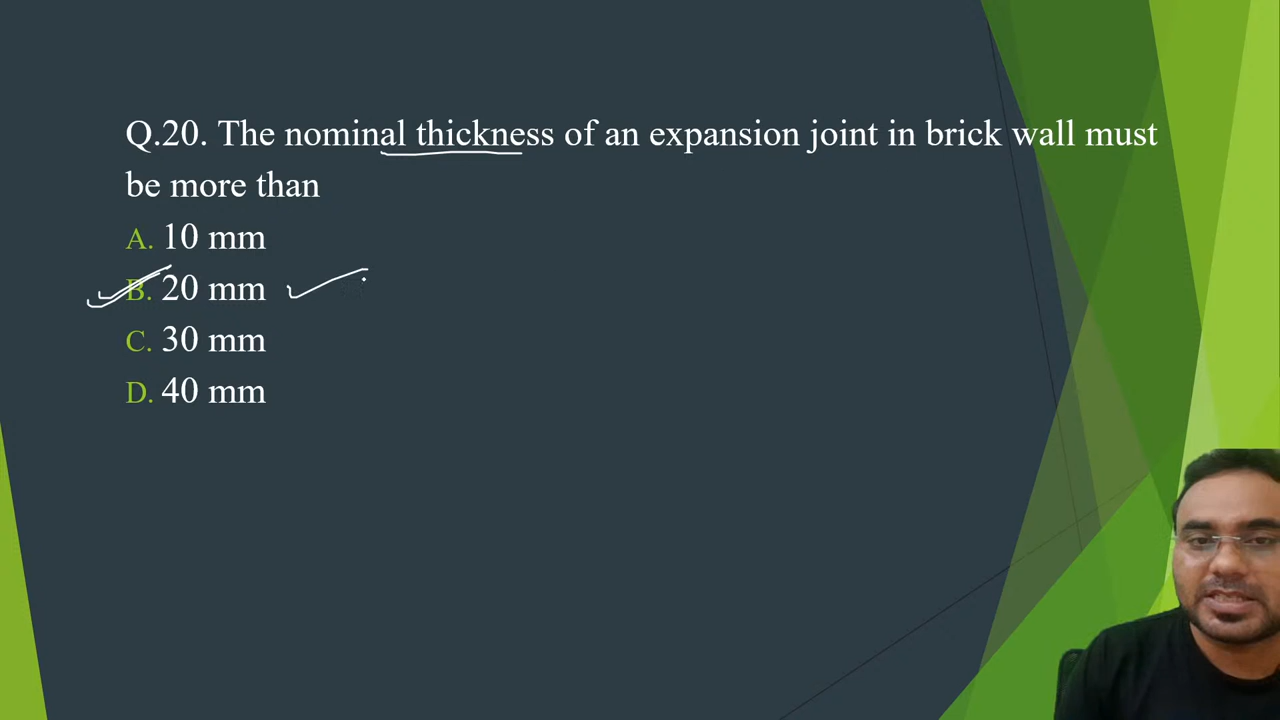 Q.20. The nominal thickness of an expansion joint in brick wall must
be more than
A. 10 mm
B. 20 mm
C. 30 mm
D. 40 mm